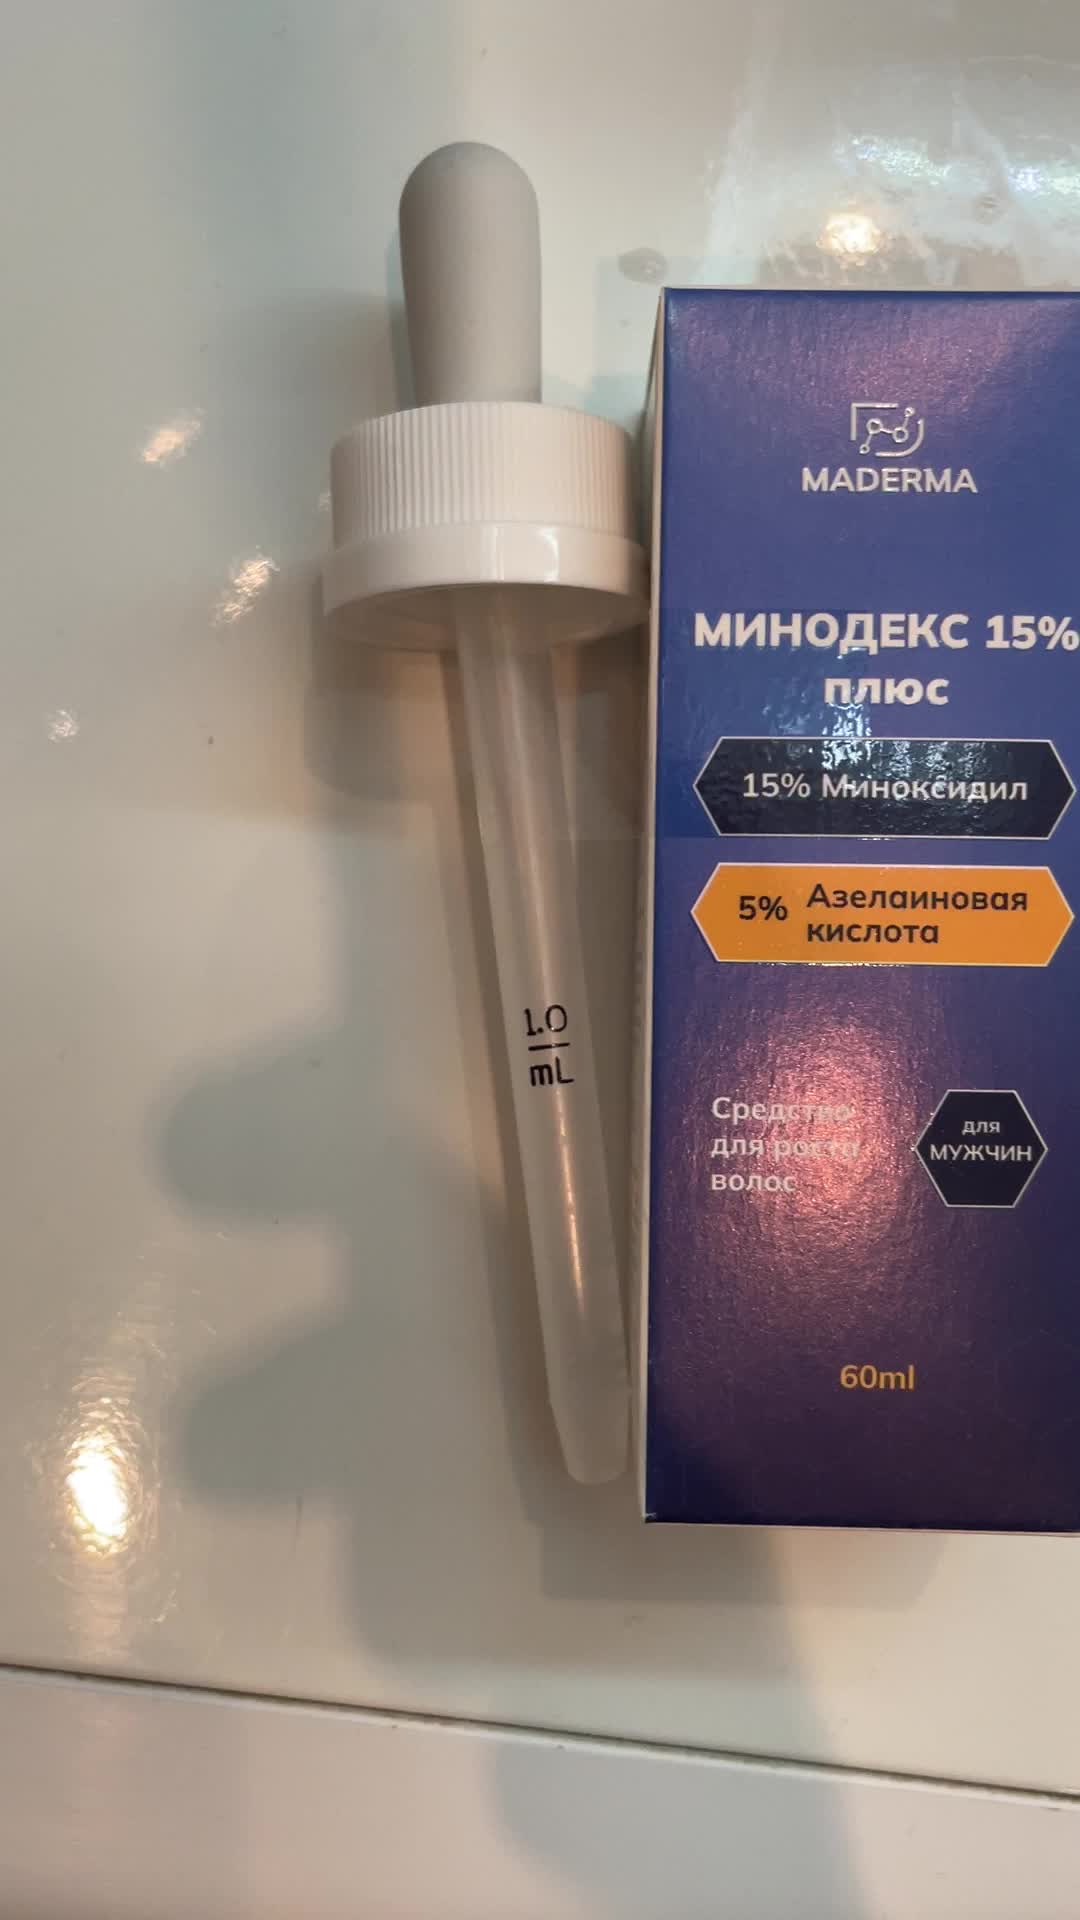 1.0
mL
MADERMA
МИНОДЕКС 15%
ПЛЮС
15% Миноксидил
5% Азелаиновая
кислота
Средство
для роста
волос
для
МУЖЧИН
60ml